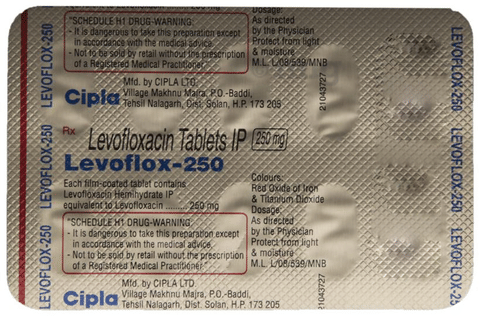 "SCHEDULE H1 DRUG-WARNING:
- It is dangerous to take this preparation except
in accordance with the medical advice.
- Not to be sold by retail without the prescription
of a Registered Medical Practitioner."
Dosage:
As directed
by the Physician
Protect from light
& moisture
M.L. L/08/539/MNB
Cipla
Mfd. by CIPLA LTD.
Village Makhnu Majra, P.O.-Baddi,
Tehsil Nalagarh, Dist. Solan, H.P. 173 205
21043727
Rx
Levofloxacin Tablets IP 250 mg
Levoflox-250
Each film-coated tablet contains
Levofloxacin Hemihydrate IP
equivalent to Levofloxacin ......... 250 mg
Colours:
Red Oxide of Iron
& Titanium Dioxide
Dosage:
As directed
by the Physician
Protect from light
& moisture
M.L. L/08/539/MNB
"SCHEDULE H1 DRUG-WARNING:
- It is dangerous to take this preparation except
in accordance with the medical advice.
- Not to be sold by retail without the prescription
of a Registered Medical Practitioner."
Cipla
Mfd. by CIPLA LTD.
Village Makhnu Majra, P.O.-Baddi,
Tehsil Nalagarh, Dist. Solan, H.P. 173 205
21043727
LEVOFLOX-250
LEVOFLOX-250
LEVOFLOX-250
LEVOFLOX-250
LEVOFLOX-250